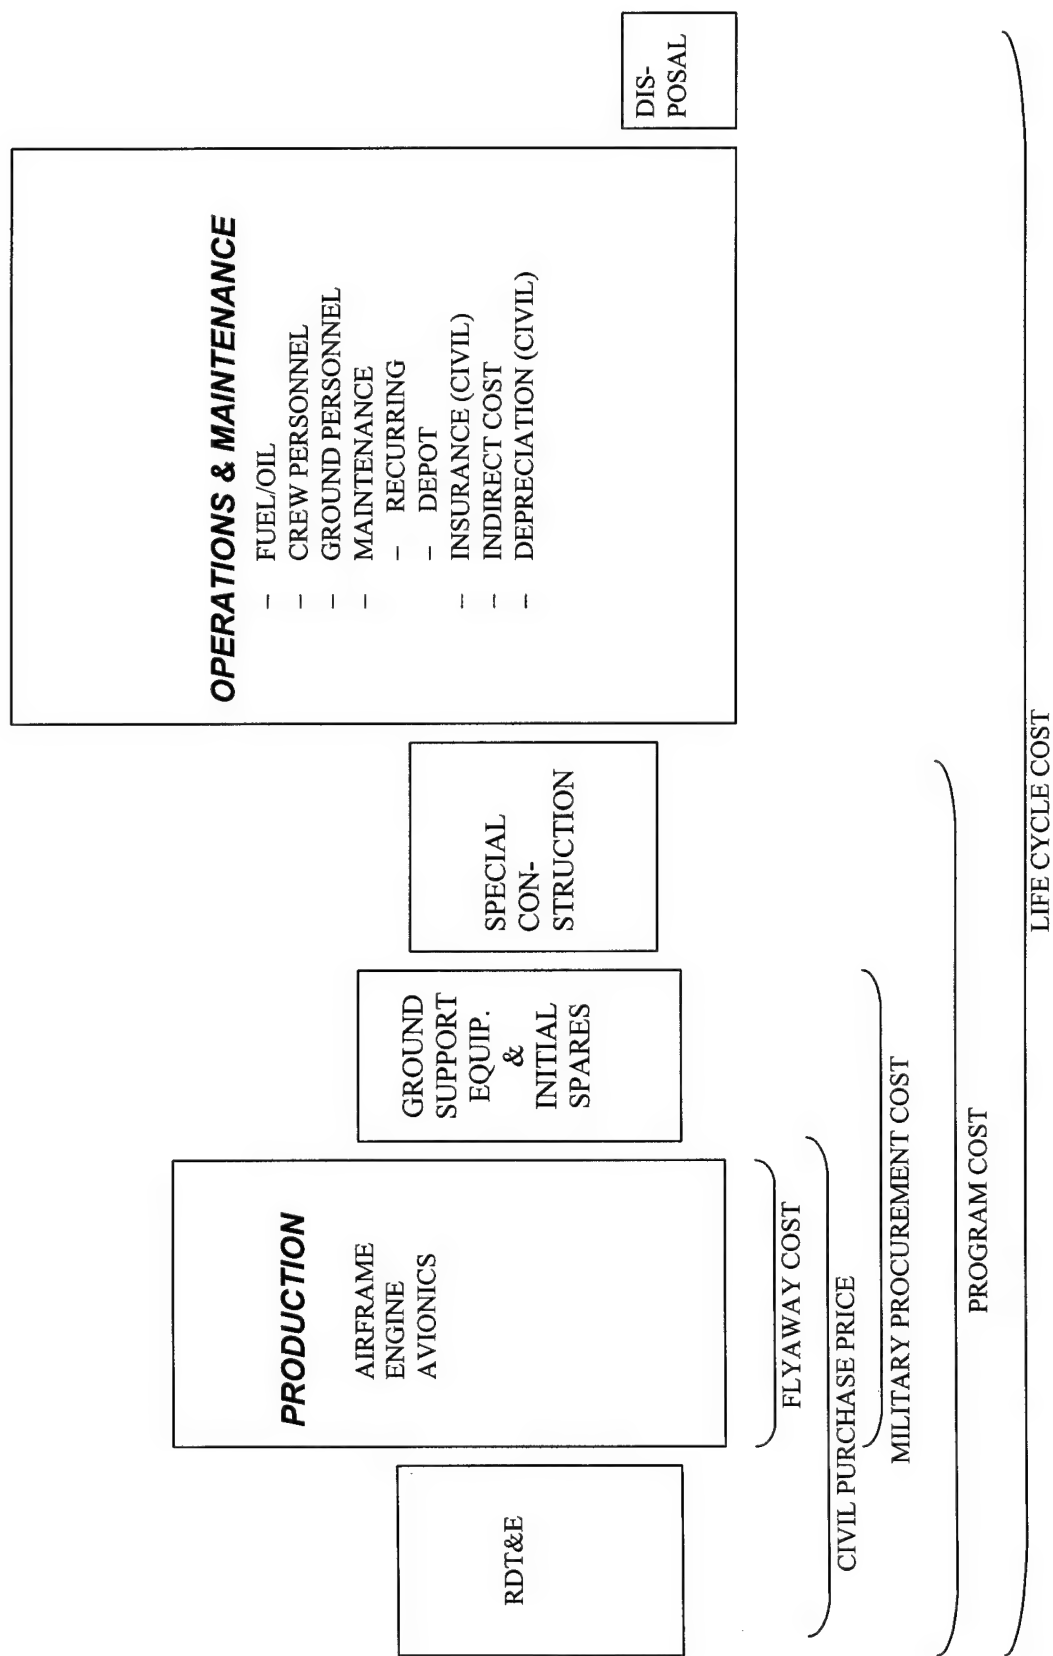 RDT&E
PRODUCTION
AIRFRAME
ENGINE
AVIONICS
GROUND
SUPPORT
EQUIP.
&
INITIAL
SPARES
SPECIAL
CON-
STRUCTION
OPERATIONS & MAINTENANCE
– FUEL/OIL
– CREW PERSONNEL
– GROUND PERSONNEL
– MAINTENANCE
– RECURRING
– DEPOT
– INSURANCE (CIVIL)
– INDIRECT COST
– DEPRECIATION (CIVIL)
DIS-
POSAL
FLYAWAY COST
CIVIL PURCHASE PRICE
MILITARY PROCUREMENT COST
PROGRAM COST
LIFE CYCLE COST